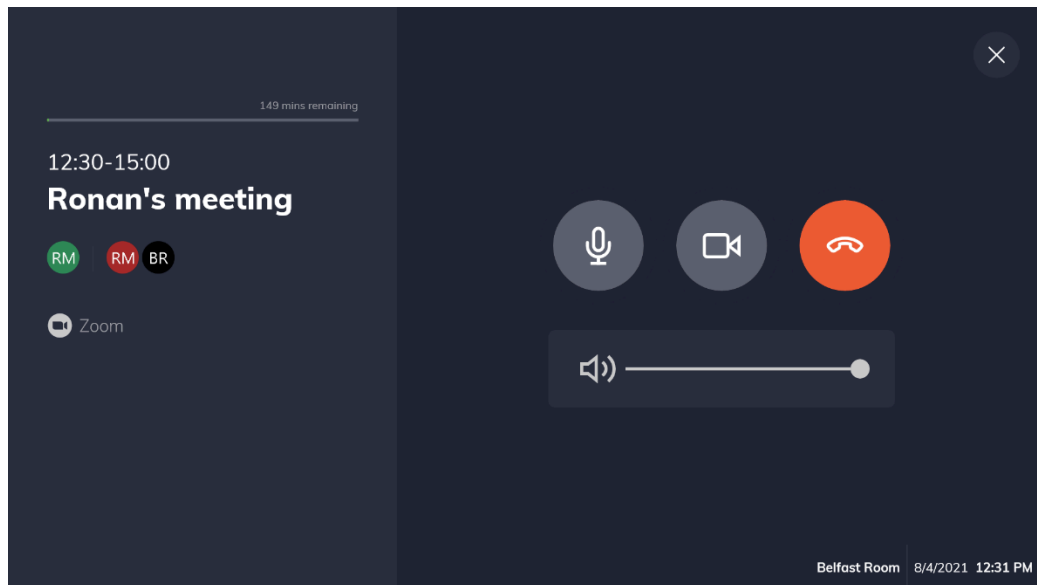 149 mins remaining
12:30-15:00
Ronan's meeting
RM RM BR
Zoom
Belfast Room 8/4/2021 12:31 PM